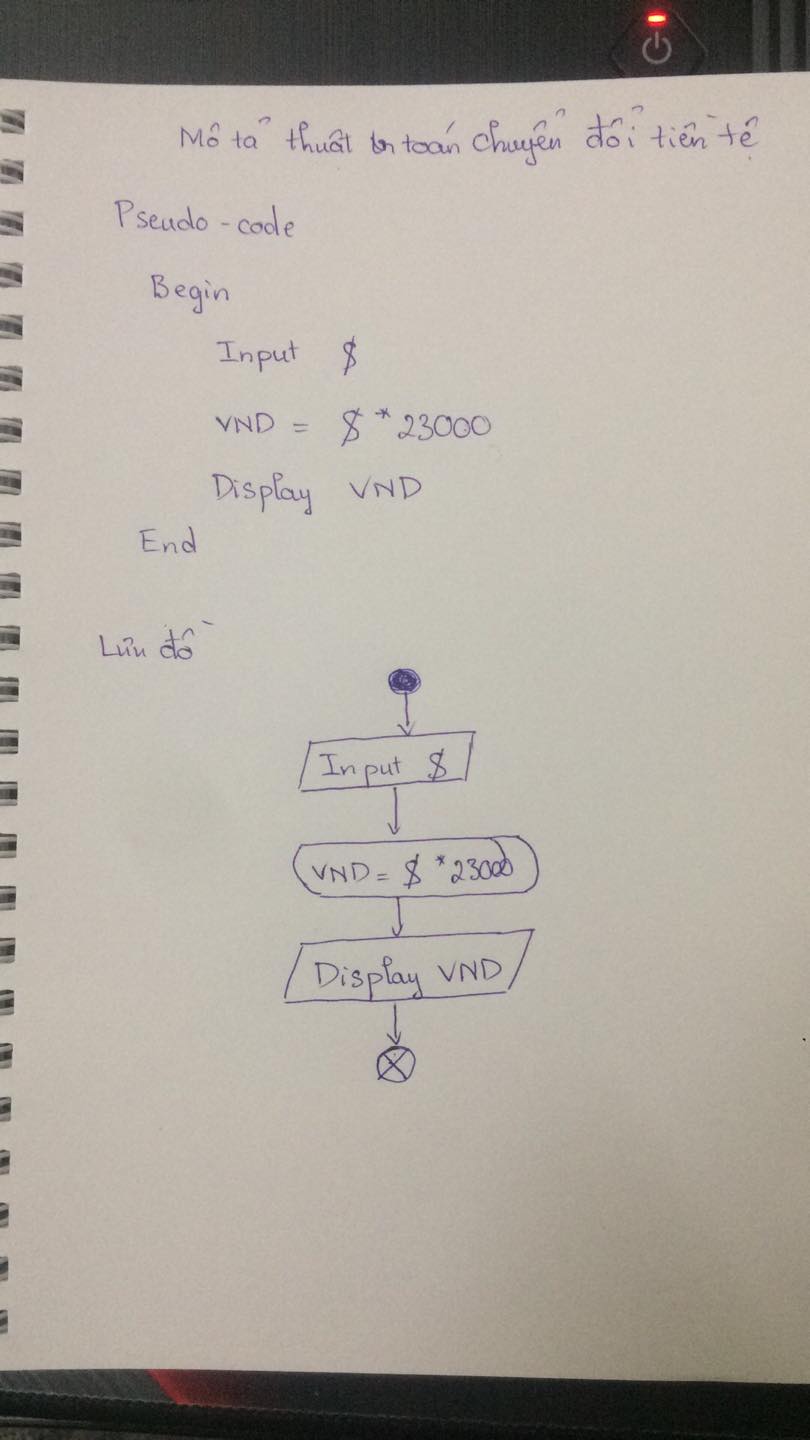 Mô tả thuật toán chuyển đổi tiền tệ
Pseudo-code
Begin
Input $
VND = $ * 23000
Display VND
End
Lưu đồ
Input $
VND = $ * 23000
Display VND